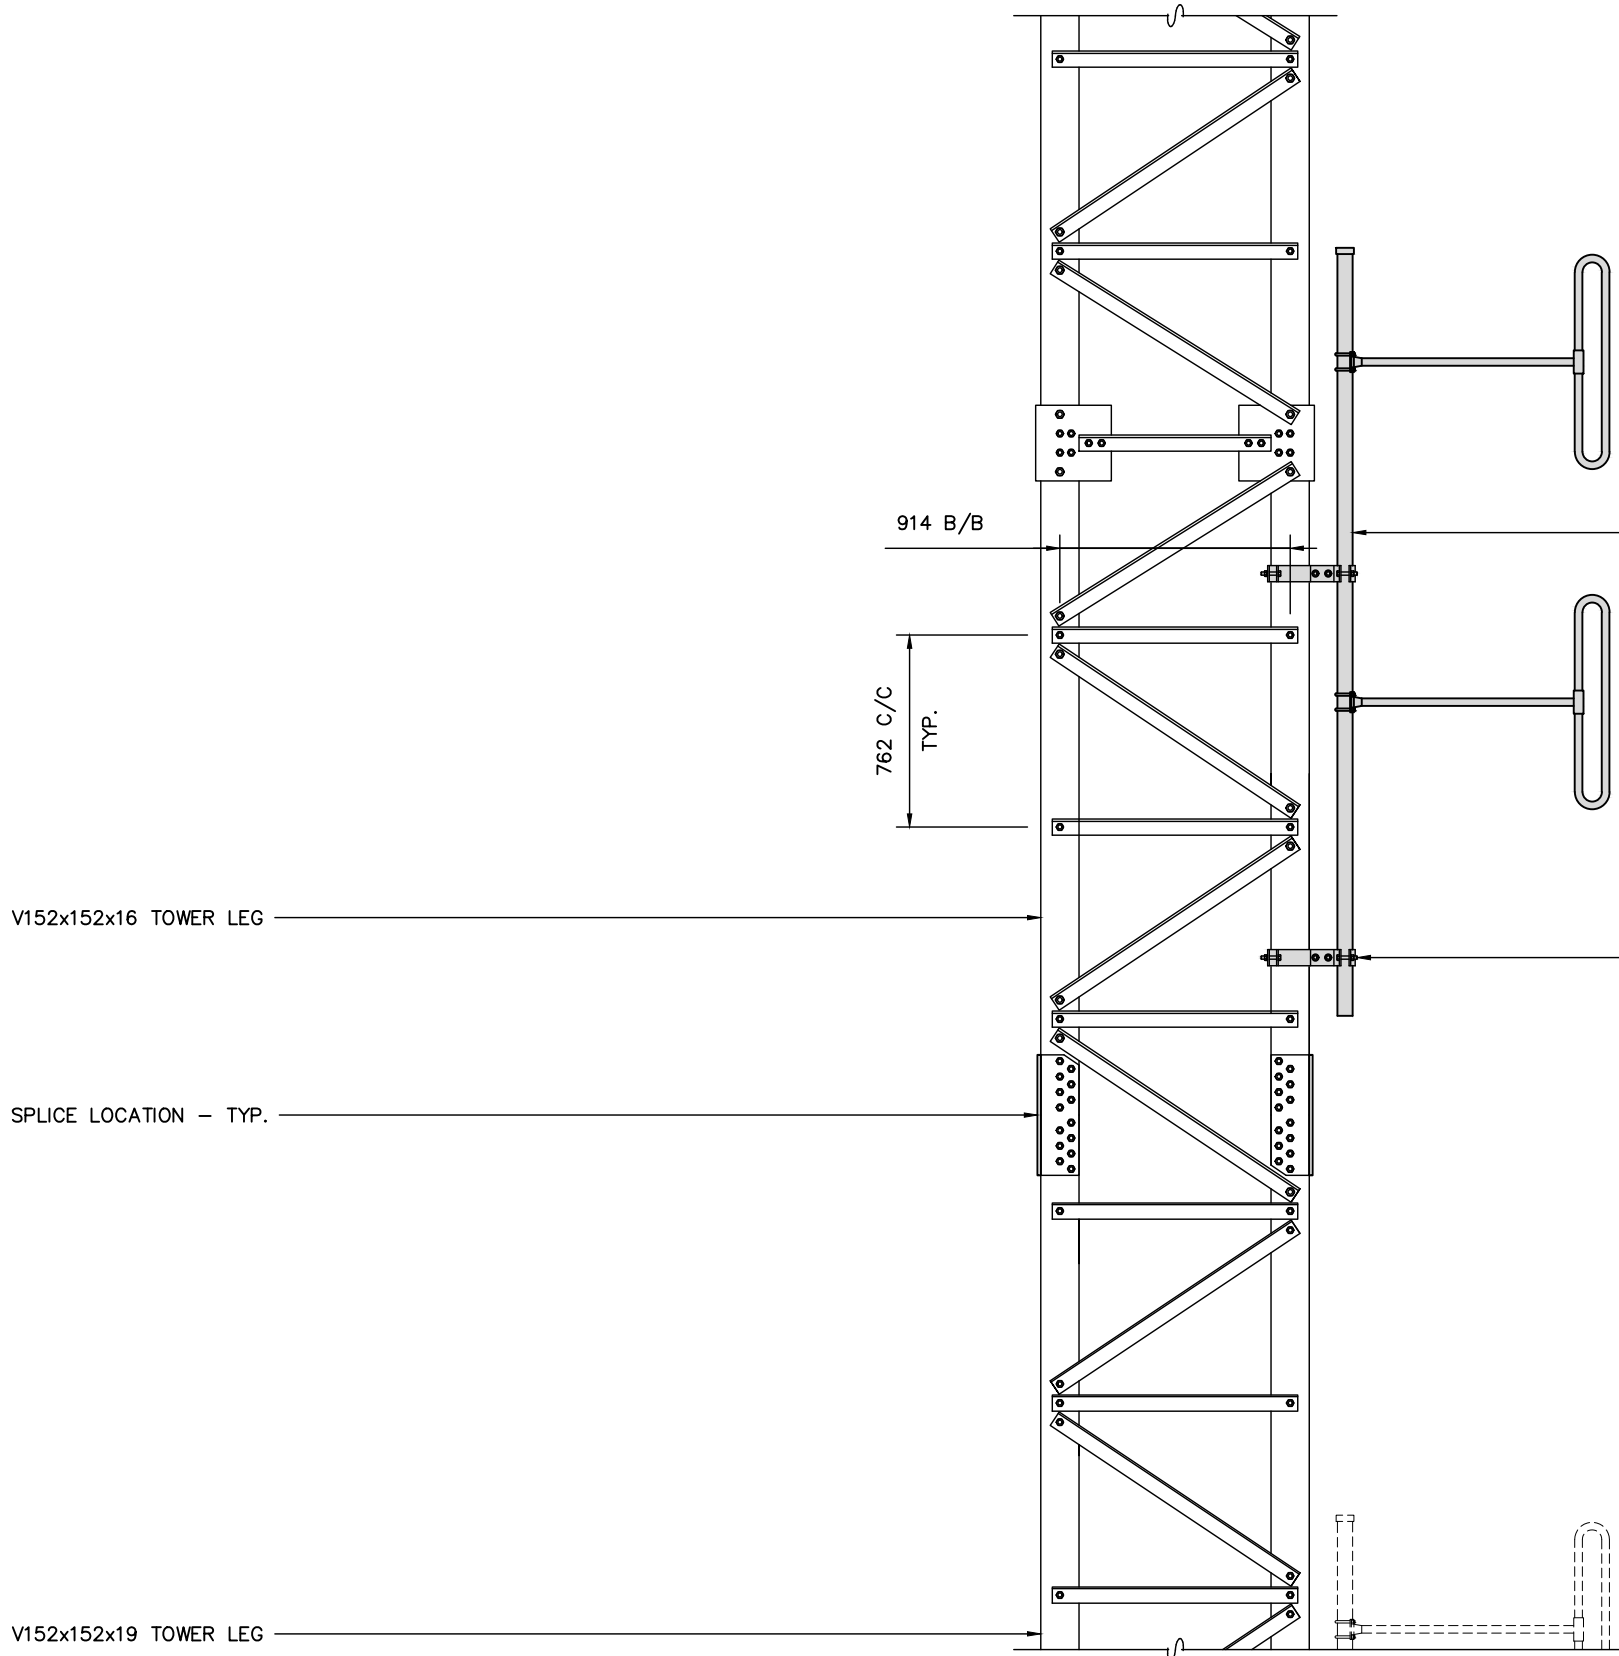 914 B/B
762 C/C
TYP.
V152x152x16 TOWER LEG
SPLICE LOCATION – TYP.
V152x152x19 TOWER LEG